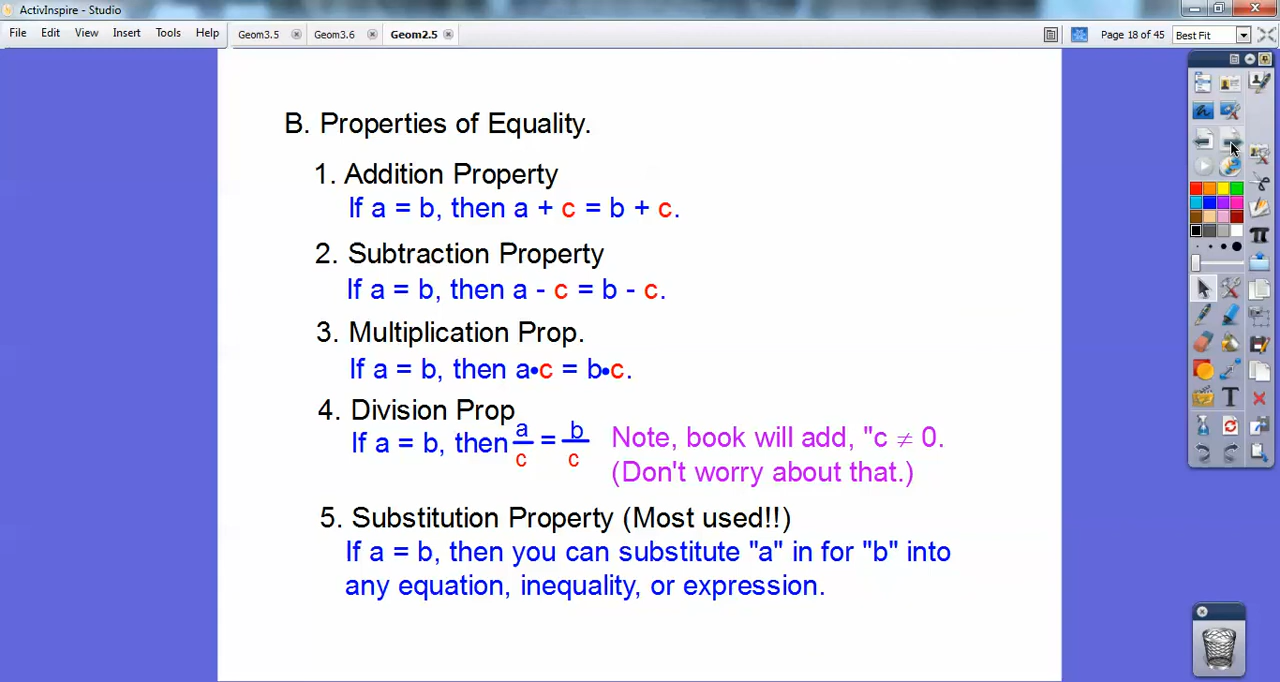 ActivInspire - Studio
File Edit View Insert Tools Help Geom3.5 Geom3.6 Geom2.5 Page 18 of 45 Best Fit
B. Properties of Equality.
1. Addition Property
If a = b, then a + c = b + c.
2. Subtraction Property
If a = b, then a - c = b - c.
3. Multiplication Prop.
If a = b, then a•c = b•c.
4. Division Prop
If a = b, then a/c = b/c
Note, book will add, "c ≠ 0.
(Don't worry about that.)
5. Substitution Property (Most used!!)
If a = b, then you can substitute "a" in for "b" into
any equation, inequality, or expression.